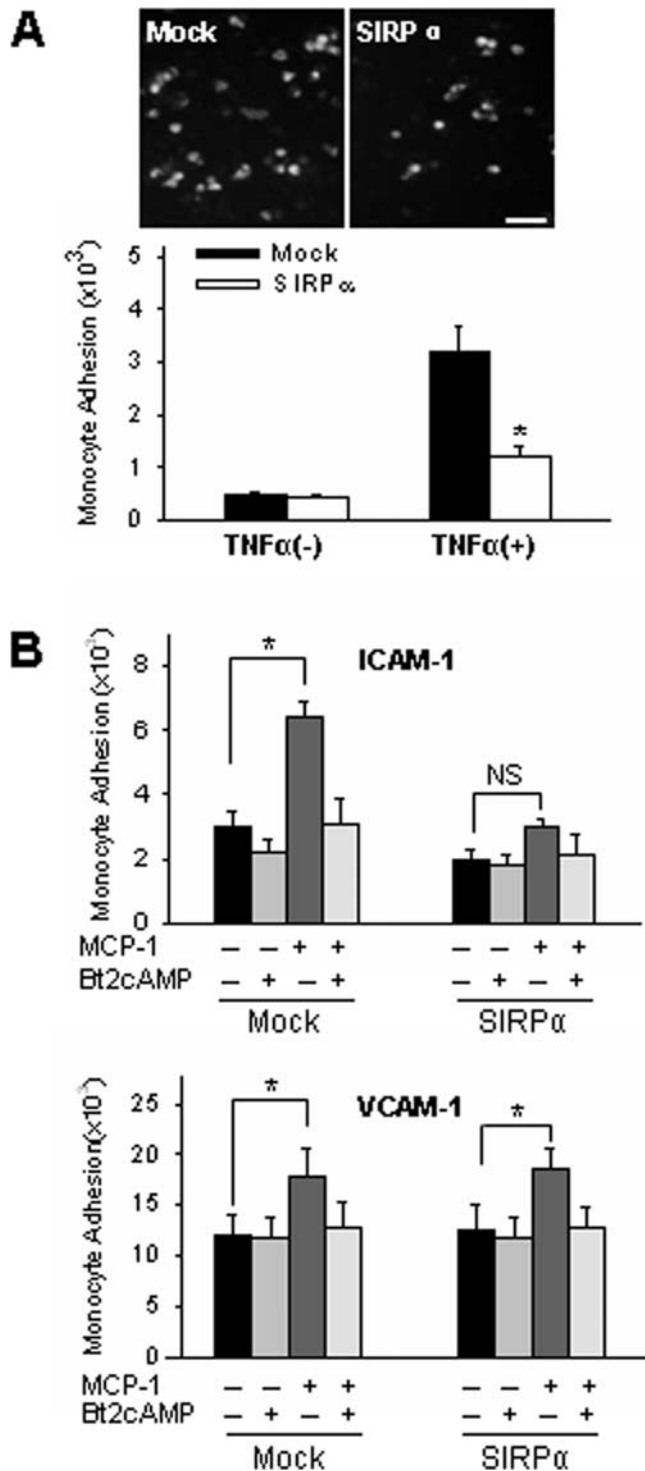 A
Mock
SIRP α
Monocyte Adhesion (x10³)
5
4
3
2
1
0
Mock
SIRPα
*
TNFα(-)
TNFα(+)
B
ICAM-1
Monocyte Adhesion (x10³)
8
6
4
2
0
*
NS
MCP-1 – – + + – – + +
Bt2cAMP – + – + – + – +
Mock
SIRPα
VCAM-1
Monocyte Adhesion(x10³)
25
20
15
10
5
0
*
*
MCP-1 – – + + – – + +
Bt2cAMP – + – + – + – +
Mock
SIRPα